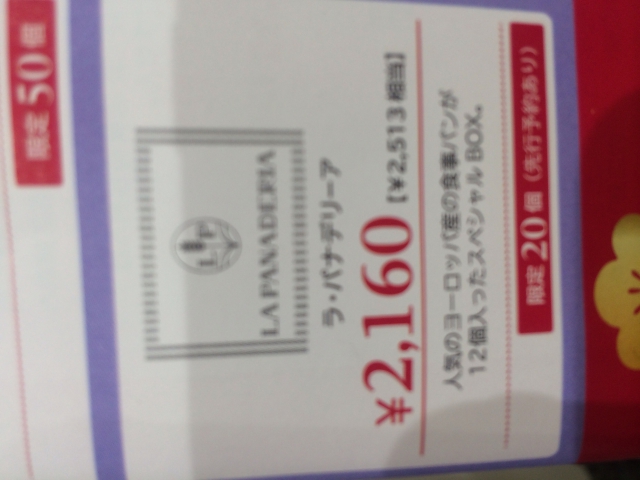 限定50個
LP
LA PANADERIA
ラ・パナデリーア
¥2,160【¥2,513相当】
人気のヨーロッパ産の食事パンが
12個入ったスペシャルBOX。
限定20個(先行予約あり)